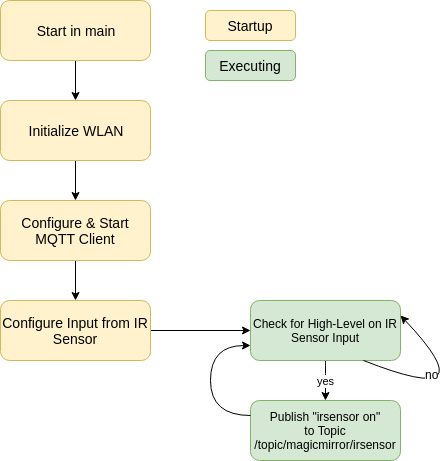 Start in main
Startup
Executing
Initialize WLAN
Configure & Start
MQTT Client
Configure Input from IR
Sensor
Check for High-Level on IR
Sensor Input
no
yes
Publish "irsensor on"
to Topic
/topic/magicmirror/irsensor